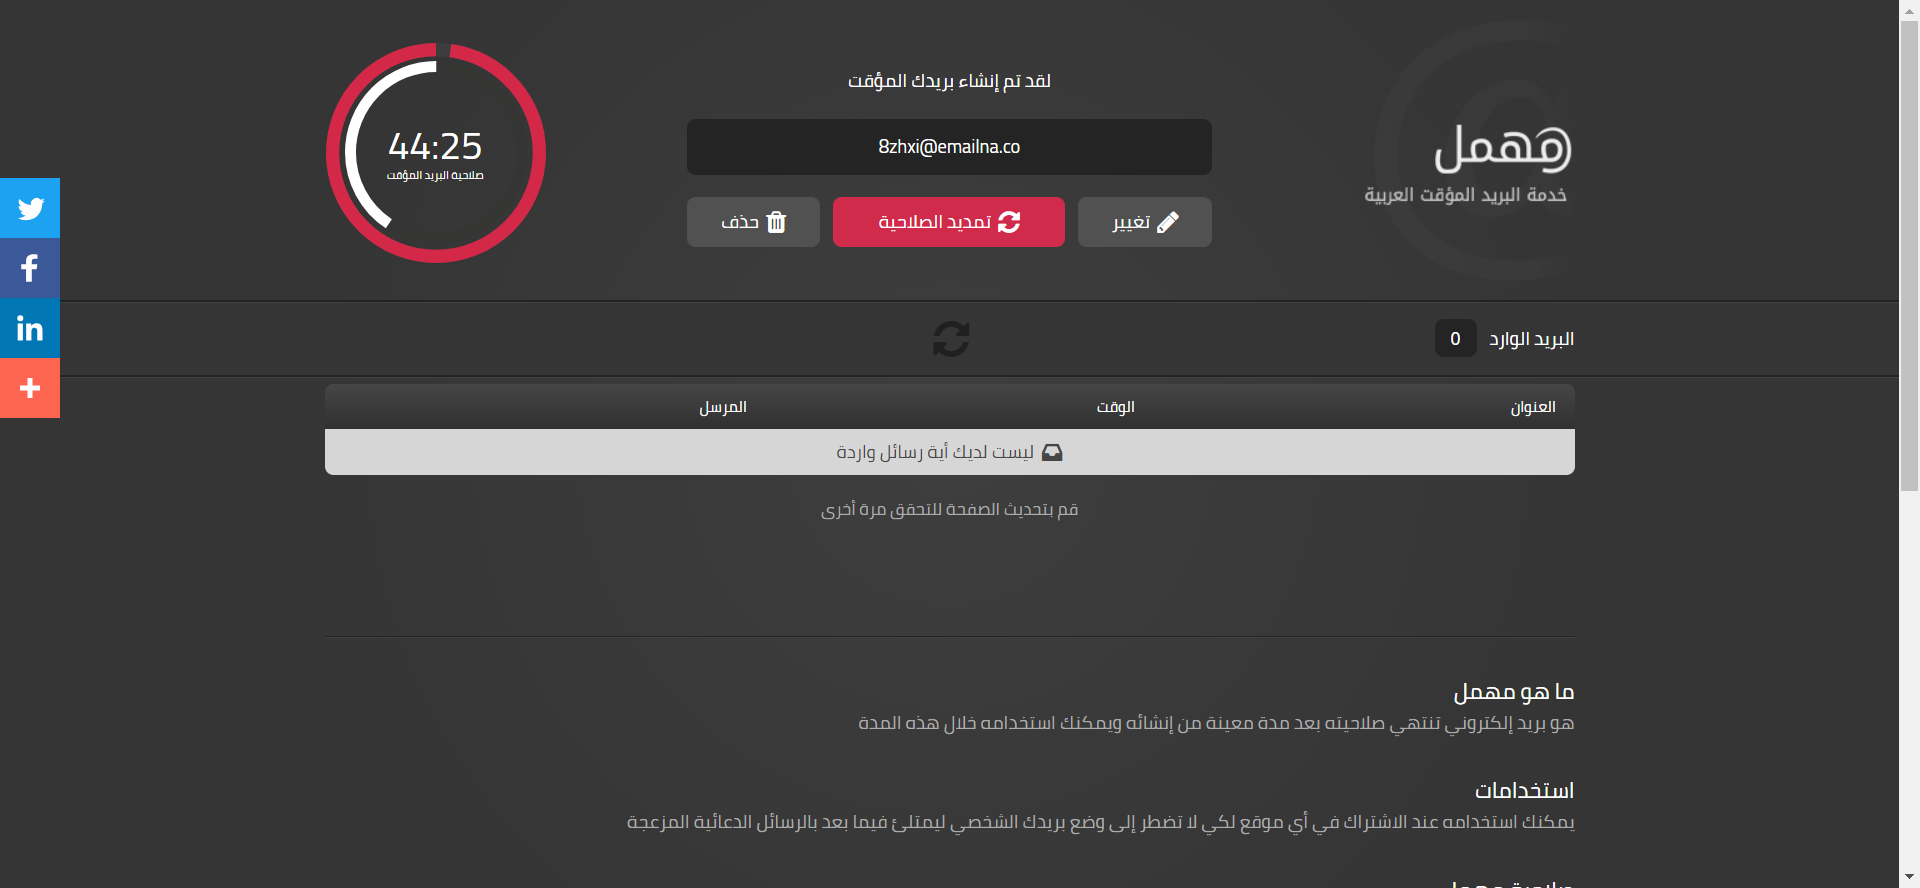 مهمل
خدمة البريد المؤقت العربية
لقد تم إنشاء بريدك المؤقت
8zhxi@emailna.co
تغيير
تمديد الصلاحية
حذف
44:25
صلاحية البريد المؤقت
البريد الوارد 0
العنوان
الوقت
المرسل
ليست لديك أية رسائل واردة
قم بتحديث الصفحة للتحقق مرة أخرى
ما هو مهمل
هو بريد إلكتروني تنتهي صلاحيته بعد مدة معينة من إنشائه ويمكنك استخدامه خلال هذه المدة
استخدامات
يمكنك استخدامه عند الاشتراك في أي موقع لكي لا تضطر إلى وضع بريدك الشخصي ليمتلئ فيما بعد بالرسائل الدعائية المزعجة